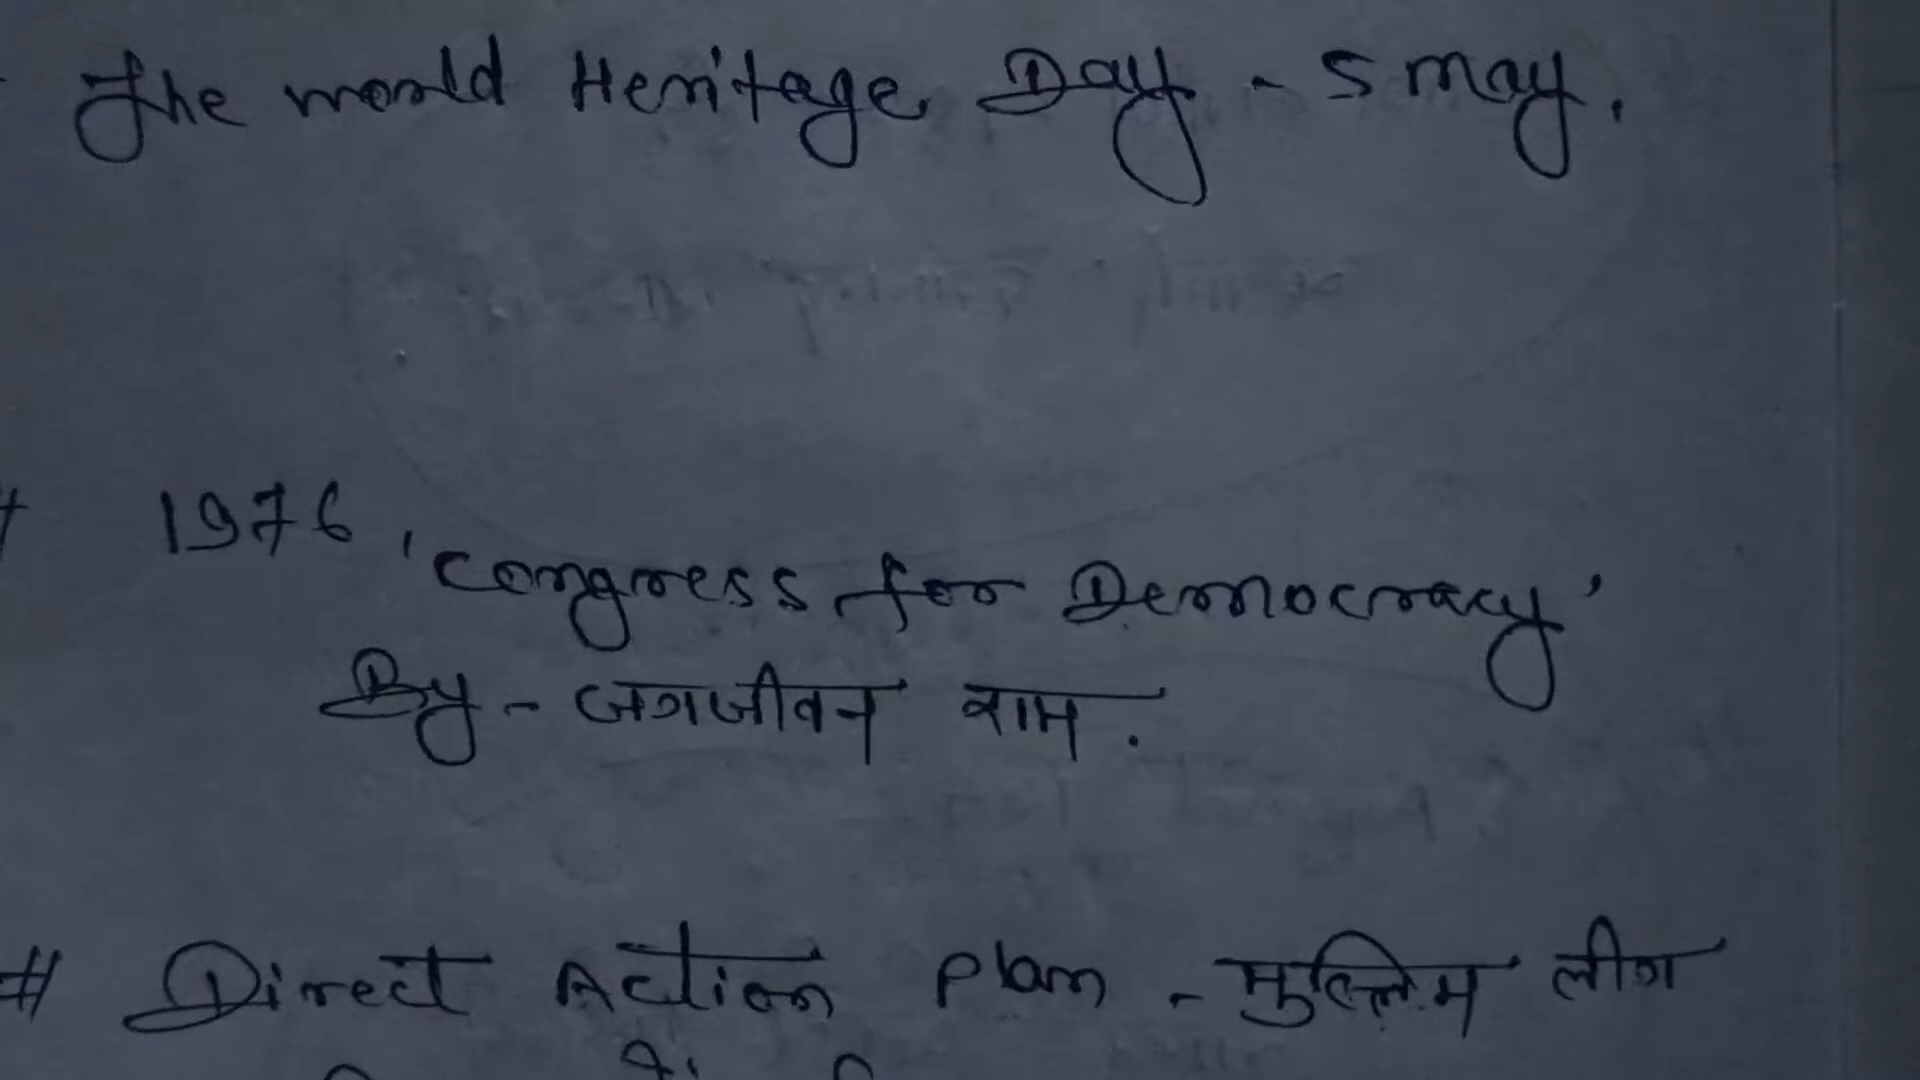 The world Heritage Day - 5 may.
# 1976, 'Congress for Democracy'
By - जगजीवन राम.
# Direct Action Plan - मुस्लिम लीग